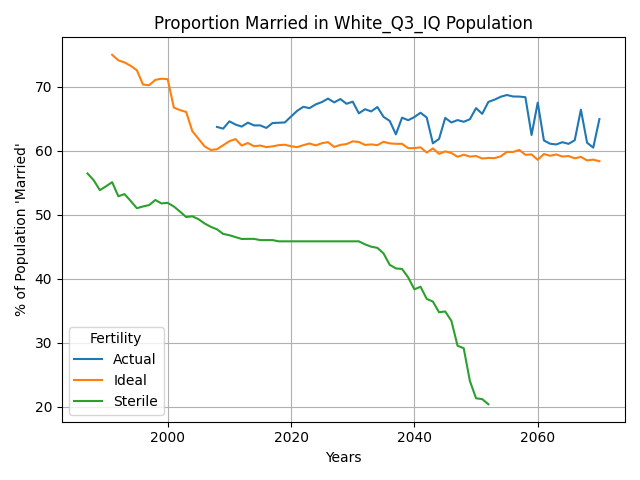 Proportion Married in White_Q3_IQ Population
% of Population 'Married'
70
60
50
40
30
20
Fertility
Actual
Ideal
Sterile
2000 2020 2040 2060
Years